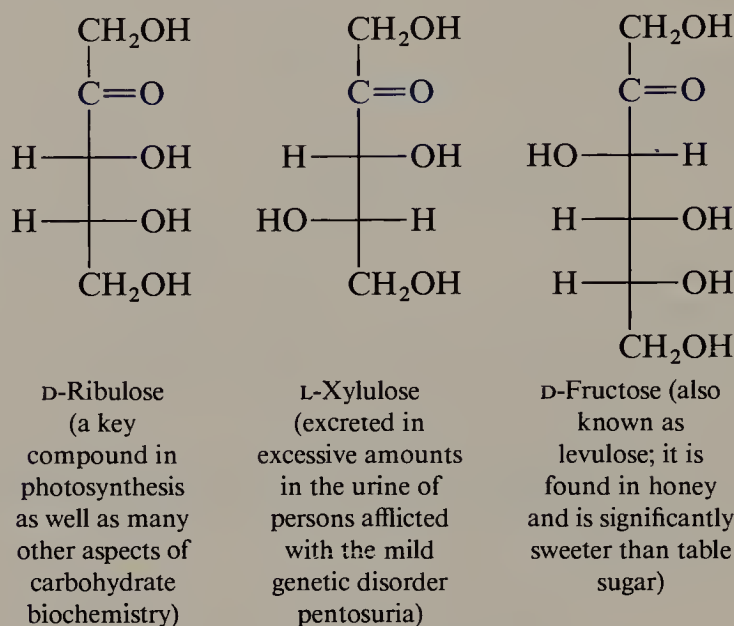 CH₂OH
C=O
H OH
H OH
CH₂OH
D-Ribulose
(a key
compound in
photosynthesis
as well as many
other aspects of
carbohydrate
biochemistry)
CH₂OH
C=O
H OH
HO H
CH₂OH
L-Xylulose
(excreted in
excessive amounts
in the urine of
persons afflicted
with the mild
genetic disorder
pentosuria)
CH₂OH
C=O
HO H
H OH
H OH
CH₂OH
D-Fructose (also
known as
levulose; it is
found in honey
and is significantly
sweeter than table
sugar)